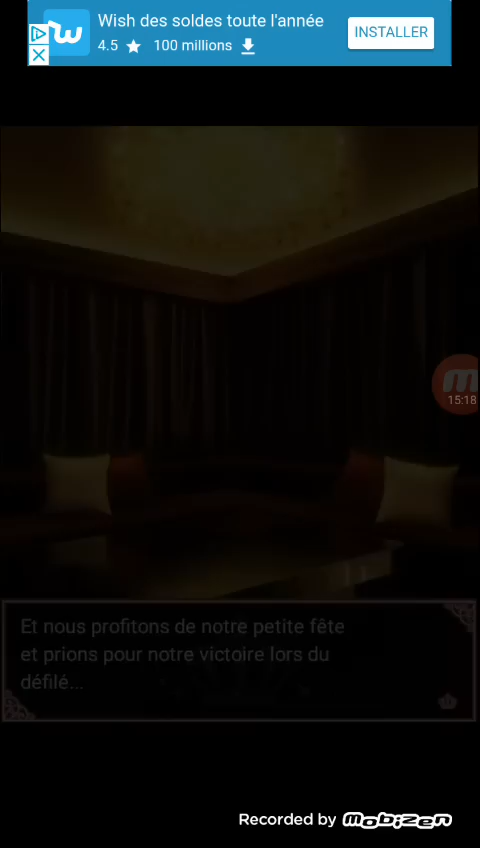 Wish des soldes toute l'année
4.5 ★ 100 millions
INSTALLER
15:18
Et nous profitons de notre petite fête
et prions pour notre victoire lors du
défilé...
Recorded by Mobizen